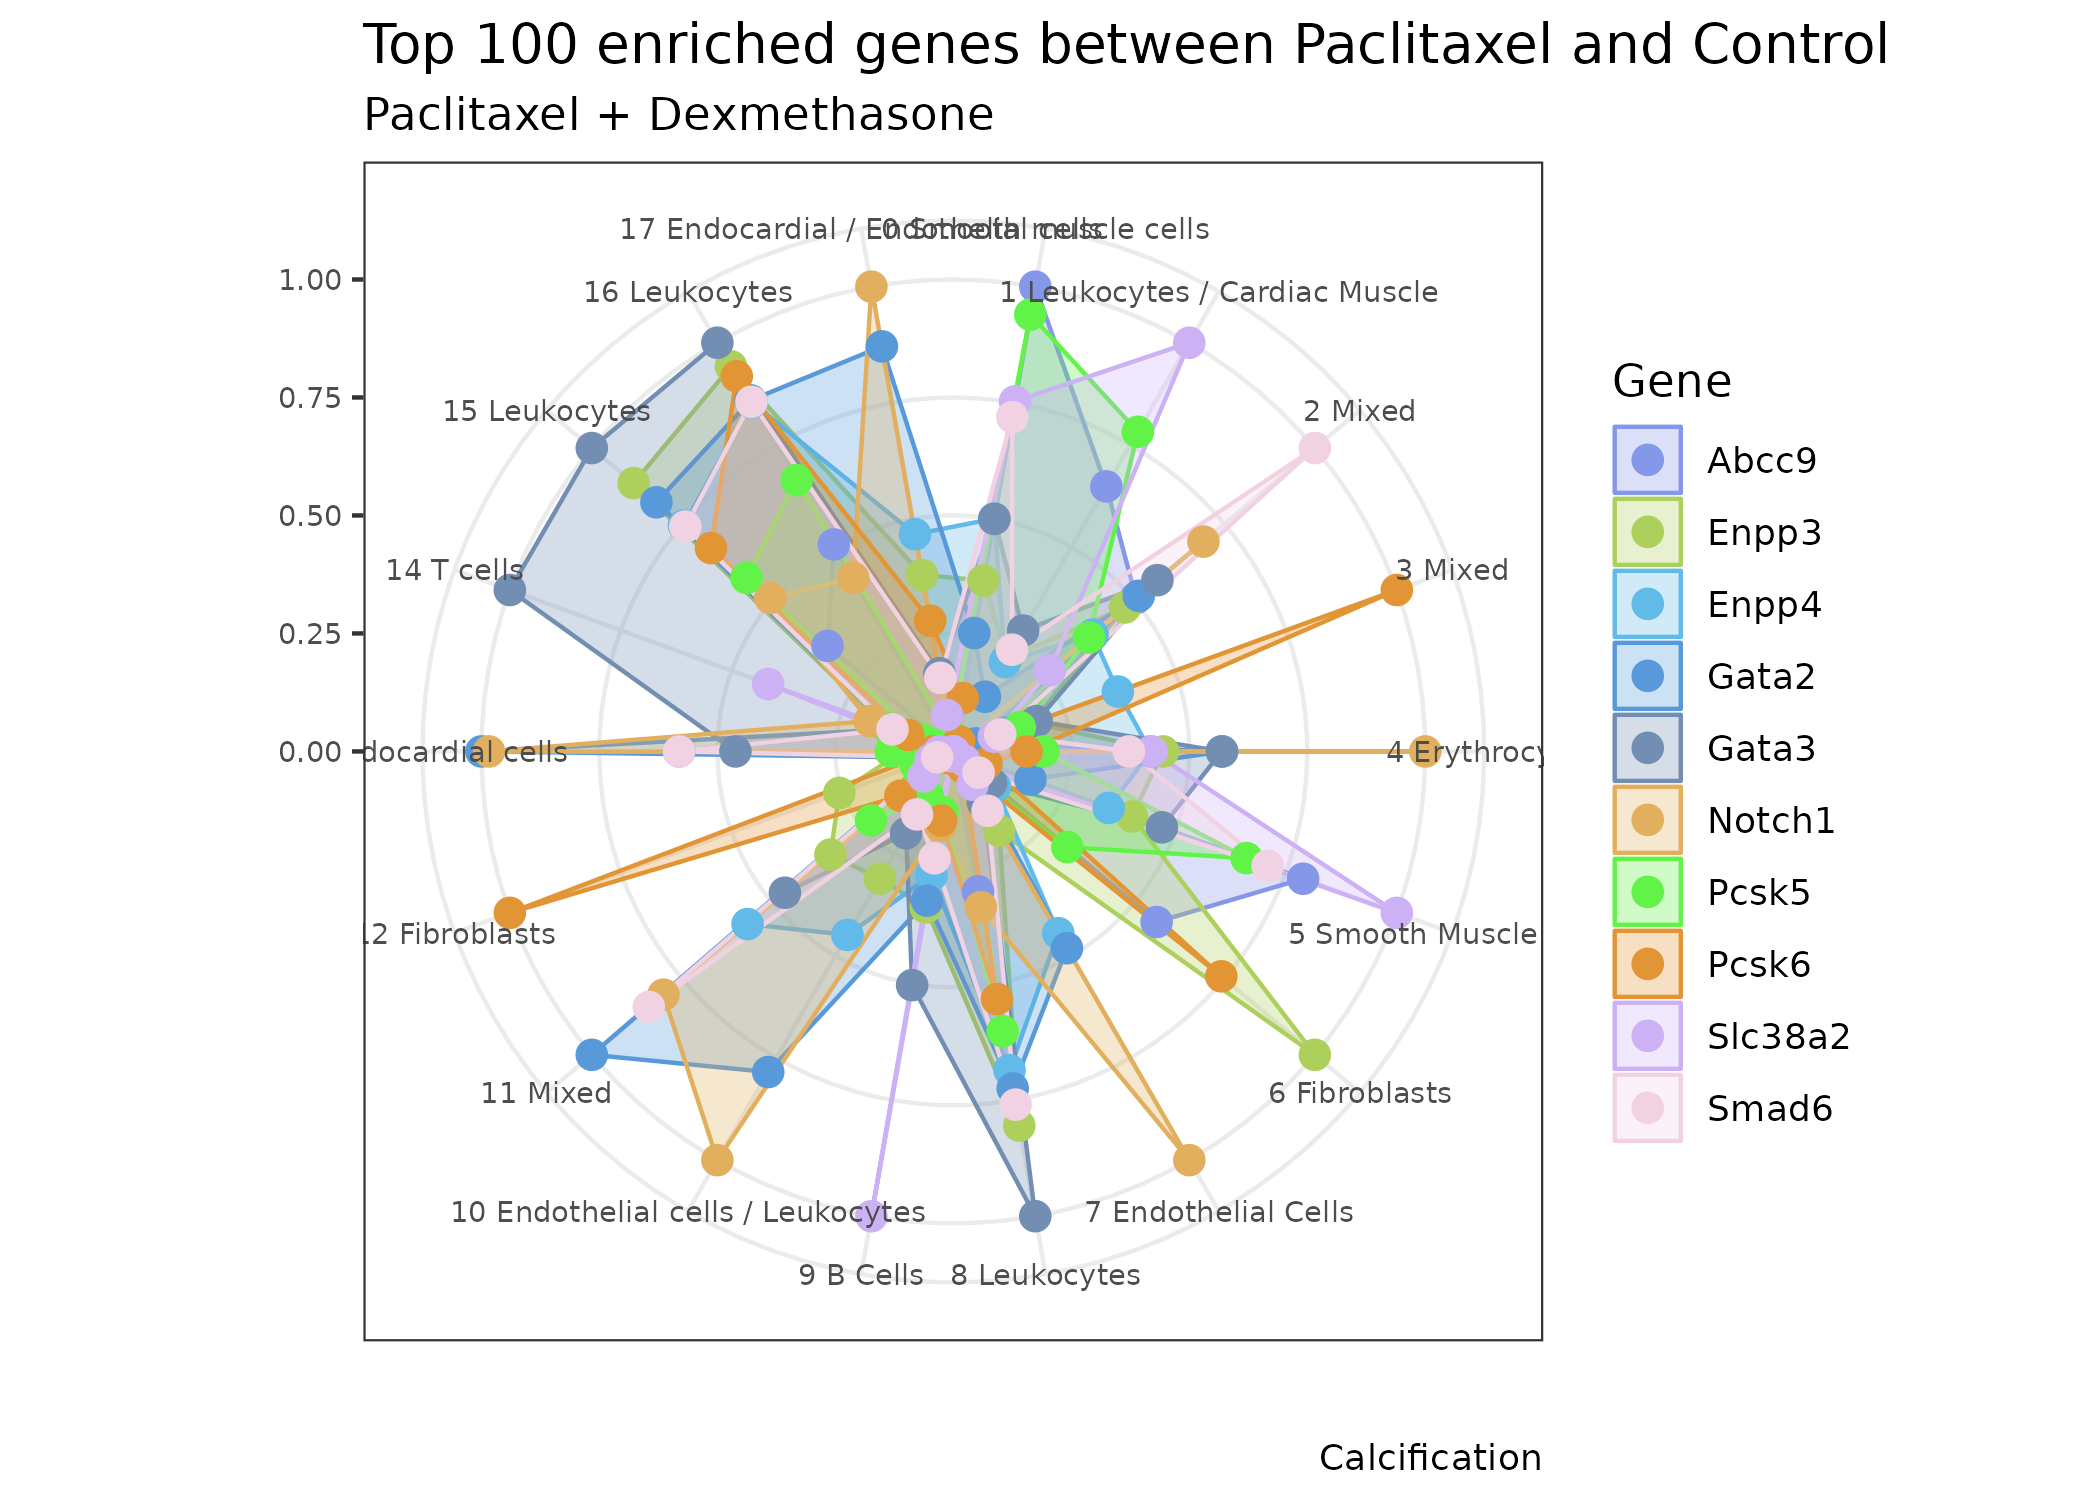 Top 100 enriched genes between Paclitaxel and Control
Paclitaxel + Dexmethasone
17 Endocardial / Endothelial cells
0 Smooth muscle cells
16 Leukocytes
1 Leukocytes / Cardiac Muscle
1.00
0.75
15 Leukocytes
2 Mixed
0.50
14 T cells
3 Mixed
0.25
0.00
docardial cells
4 Erythrocy
12 Fibroblasts
5 Smooth Muscle
11 Mixed
6 Fibroblasts
10 Endothelial cells / Leukocytes
7 Endothelial Cells
9 B Cells
8 Leukocytes
Gene
Abcc9
Enpp3
Enpp4
Gata2
Gata3
Notch1
Pcsk5
Pcsk6
Slc38a2
Smad6
Calcification